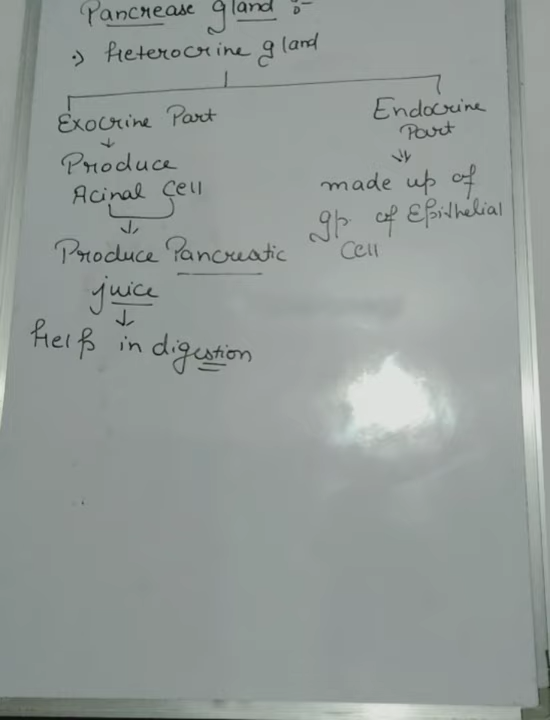 Pancrease gland :-
•) Heterocrine gland
Exocrine Part
Produce
Acinal Cell
Produce Pancreatic
juice
Help in digestion
Endocrine
Part
made up of
gp. of Epithelial
Cell